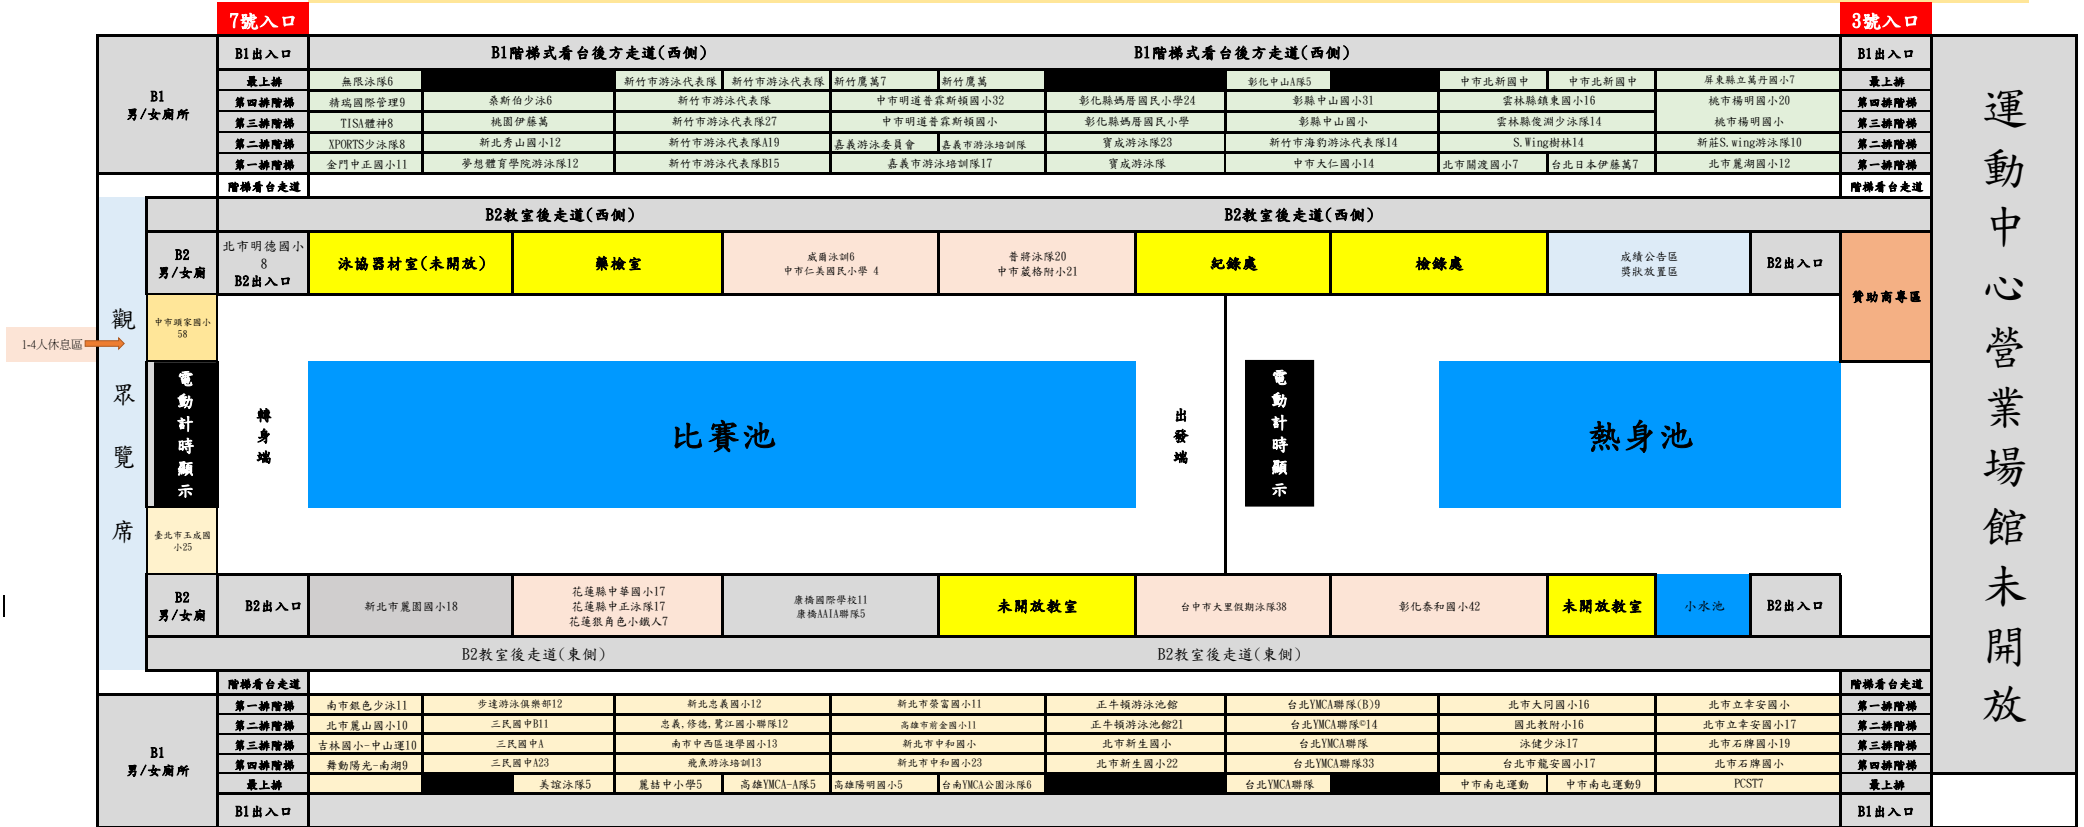 7號入口 3號入口
B1出入口 B1階梯式看台後方走道(西側) B1階梯式看台後方走道(西側) B1出入口
最上排 無限泳隊6 新竹市游泳代表隊 新竹市游泳代表隊 新竹鷹萬7 新竹鷹萬 彰化中山A隊5 中市北新國中 中市北新國中 屏東縣立萬丹國小7 最上排
B1
男/女廁所
第四排階梯 精瑞國際管理9 桑斯伯少泳6 新竹市游泳代表隊 中市明道普霖斯頓國小32 彰化縣媽厝國民小學24 彰縣中山國小31 雲林縣鎮東國小16 桃市楊明國小20 第四排階梯
第三排階梯 TISA體神8 桃園伊藤萬 新竹市游泳代表隊27 中市明道普霖斯頓國小 彰化縣媽厝國民小學 彰縣中山國小 雲林縣俊淵少泳隊14 桃市楊明國小 第三排階梯
第二排階梯 XPORTS少泳隊8 新北秀山國小12 新竹市游泳代表隊A19 嘉義游泳委員會 嘉義市游泳培訓隊 寶成游泳隊23 新竹市海豹游泳代表隊14 S.Wing樹林14 新莊S.wing游泳隊10 第二排階梯
第一排階梯 金門中正國小11 夢想體育學院游泳隊12 新竹市游泳代表隊B15 嘉義市游泳培訓隊17 寶成游泳隊 中市大仁國小14 北市關渡國小7 台北日本伊藤萬7 北市麗湖國小12 第一排階梯
階梯看台走道 階梯看台走道
B2教室後走道(西側) B2教室後走道(西側)
B2
男/女廁
北市明德國小
8
B2出入口
泳協器材室(未開放) 藥檢室
威爾泳訓6
中市仁美國民小學 4
普將泳隊20
中市葳格附小21
紀錄處 檢錄處
成績公告區
獎狀放置區
B2出入口
贊助商專區
觀眾覽席
中市頭家國小
58
1-4人休息區
電動計時顯示
轉身端
比賽池
出發端
電動計時顯示
熱身池
運動中心營業場館未開放
臺北市玉成國
小25
B2
男/女廁
B2出入口 新北市麗園國小18
花蓮縣中華國小17
花蓮縣中正泳隊17
花蓮狠角色小鐵人7
康橋國際學校11
康橋AAIA聯隊5
未開放教室 台中市大里假期泳隊38 彰化泰和國小42 未開放教室 小水池 B2出入口
B2教室後走道(東側) B2教室後走道(東側)
階梯看台走道 階梯看台走道
第一排階梯 南市銀色少泳11 步達游泳俱樂部12 新北忠義國小12 新北市榮富國小11 正牛頓游泳池館 台北YMCA聯隊(B)9 北市大同國小16 北市立幸安國小 第一排階梯
第二排階梯 北市麗山國小10 三民國中B11 忠義,修德,鷺江國小聯隊12 高雄市前金國小11 正牛頓游泳池館21 台北YMCA聯隊©14 國北教附小16 北市立幸安國小17 第二排階梯
B1
男/女廁所
第三排階梯 吉林國小-中山運10 三民國中A 南市中西區進學國小13 新北市中和國小 北市新生國小 台北YMCA聯隊 泳健少泳17 北市石牌國小19 第三排階梯
第四排階梯 舞動陽光-南湖9 三民國中A23 飛魚游泳培訓13 新北市中和國小23 北市新生國小22 台北YMCA聯隊33 台北市龍安國小17 北市石牌國小 第四排階梯
最上排 美誼泳隊5 麗喆中小學5 高雄YMCA-A隊5 高雄陽明國小5 台南YMCA公園泳隊6 台北YMCA聯隊 中市南屯運動 中市南屯運動9 PCST7 最上排
B1出入口 B1出入口